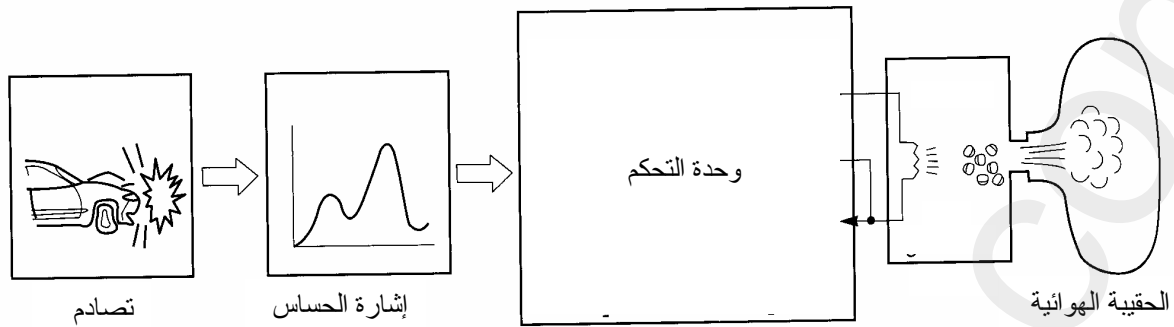 وحدة التحكم
تصادم
إشارة الحساس
الحقيبة الهوائية